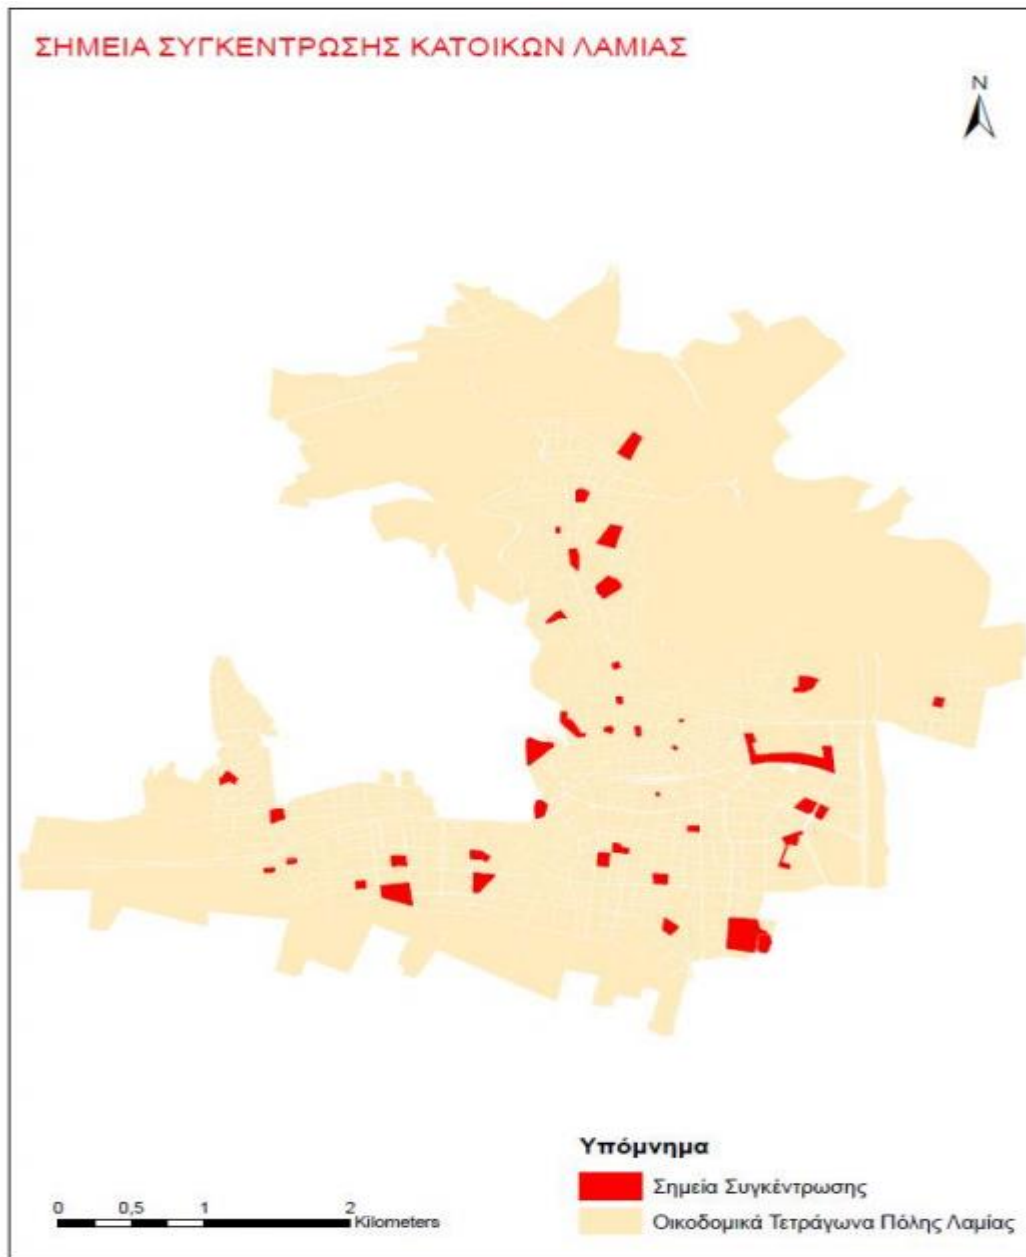 ΣΗΜΕΙΑ ΣΥΓΚΕΝΤΡΩΣΗΣ ΚΑΤΟΙΚΩΝ ΛΑΜΙΑΣ
N
Υπόμνημα
Σημεία Συγκέντρωσης
Οικοδομικά Τετράγωνα Πόλης Λαμίας
0 0,5 1 2
Kilometers